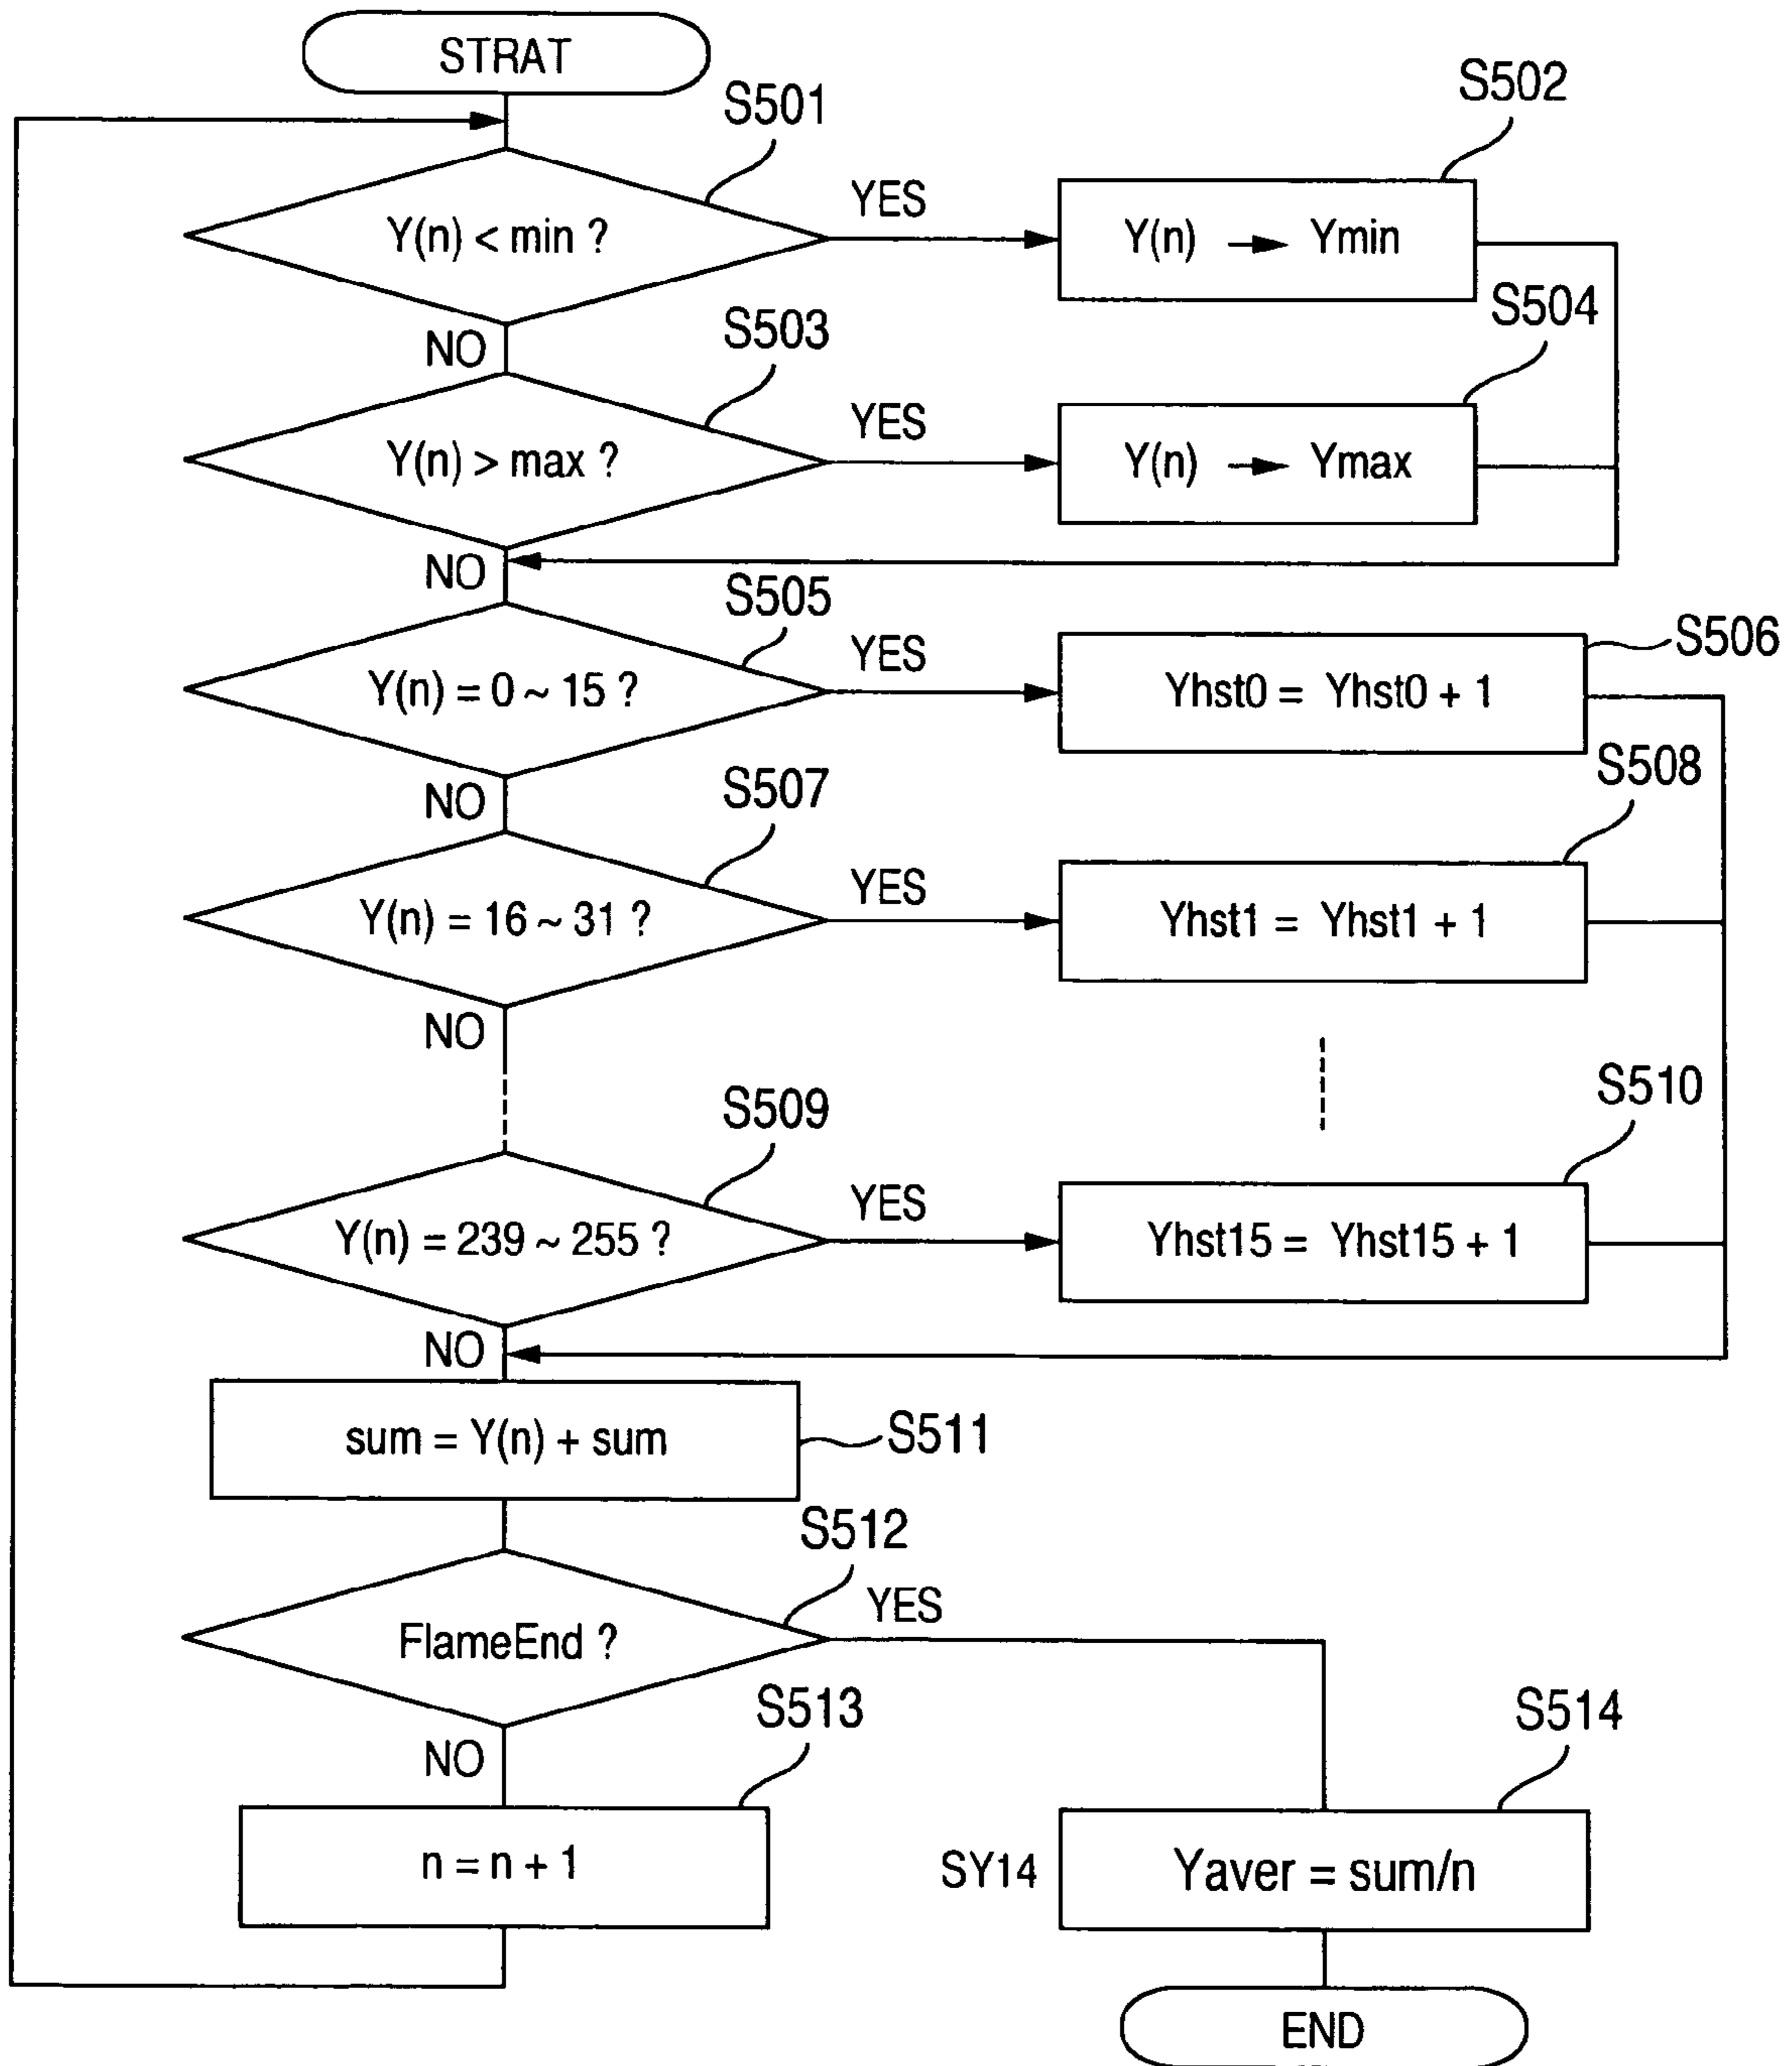 STRAT
S501
Y(n) < min ?
YES
S502
Y(n) → Ymin
NO
S503
Y(n) > max ?
YES
S504
Y(n) → Ymax
NO
S505
Y(n) = 0 ~ 15 ?
YES
S506
Yhst0 = Yhst0 + 1
NO
S507
Y(n) = 16 ~ 31 ?
YES
S508
Yhst1 = Yhst1 + 1
NO
S509
Y(n) = 239 ~ 255 ?
YES
S510
Yhst15 = Yhst15 + 1
NO
sum = Y(n) + sum
S511
S512
FlameEnd ?
YES
NO
S513
n = n + 1
S514
SY14
Yaver = sum/n
END